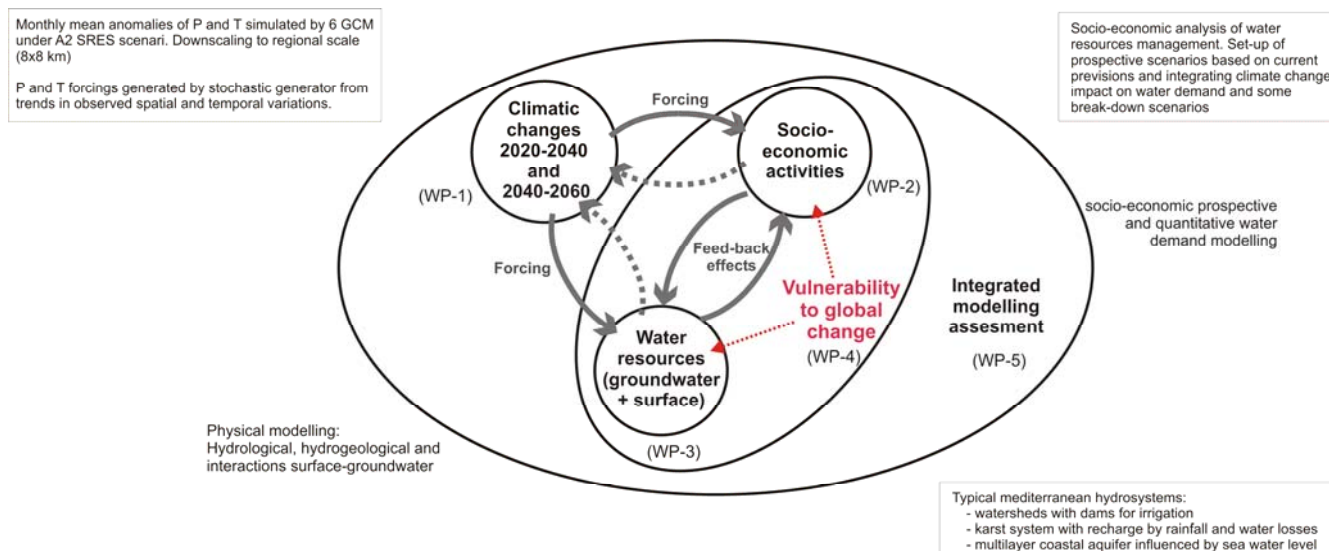 Monthly mean anomalies of P and T simulated by 6 GCM
under A2 SRES scenari. Downscaling to regional scale
(8x8 km)
P and T forcings generated by stochastic generator from
trends in observed spatial and temporal variations.
Socio-economic analysis of water
resources management. Set-up of
prospective scenarios based on current
previsions and integrating climate change
impact on water demand and some
break-down scenarios
Forcing
Climatic
changes
2020-2040
and
2040-2060
(WP-1)
Socio-
economic
activities
(WP-2)
socio-economic prospective
and quantitative water
demand modelling
Forcing
Feed-back
effects
Vulnerability
to global
change
(WP-4)
Integrated
modelling
assesment
(WP-5)
Water
resources
(groundwater
+ surface)
(WP-3)
Physical modelling:
Hydrological, hydrogeological and
interactions surface-groundwater
Typical mediterranean hydrosystems:
- watersheds with dams for irrigation
- karst system with recharge by rainfall and water losses
- multilayer coastal aquifer influenced by sea water level